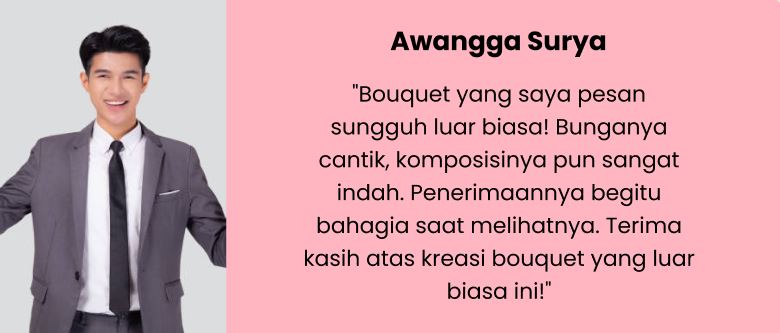 Awangga Surya
"Bouquet yang saya pesan
sungguh luar biasa! Bunganya
cantik, komposisinya pun sangat
indah. Penerimaannya begitu
bahagia saat melihatnya. Terima
kasih atas kreasi bouquet yang luar
biasa ini!"